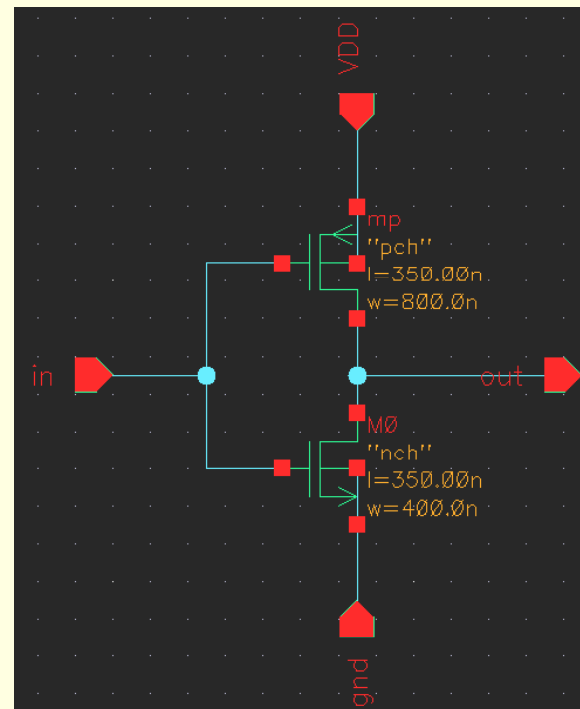 VDD
mp
"pch"
l=350.00n
w=800.0n
in
out
M0
"nch"
l=350.00n
w=400.0n
gnd